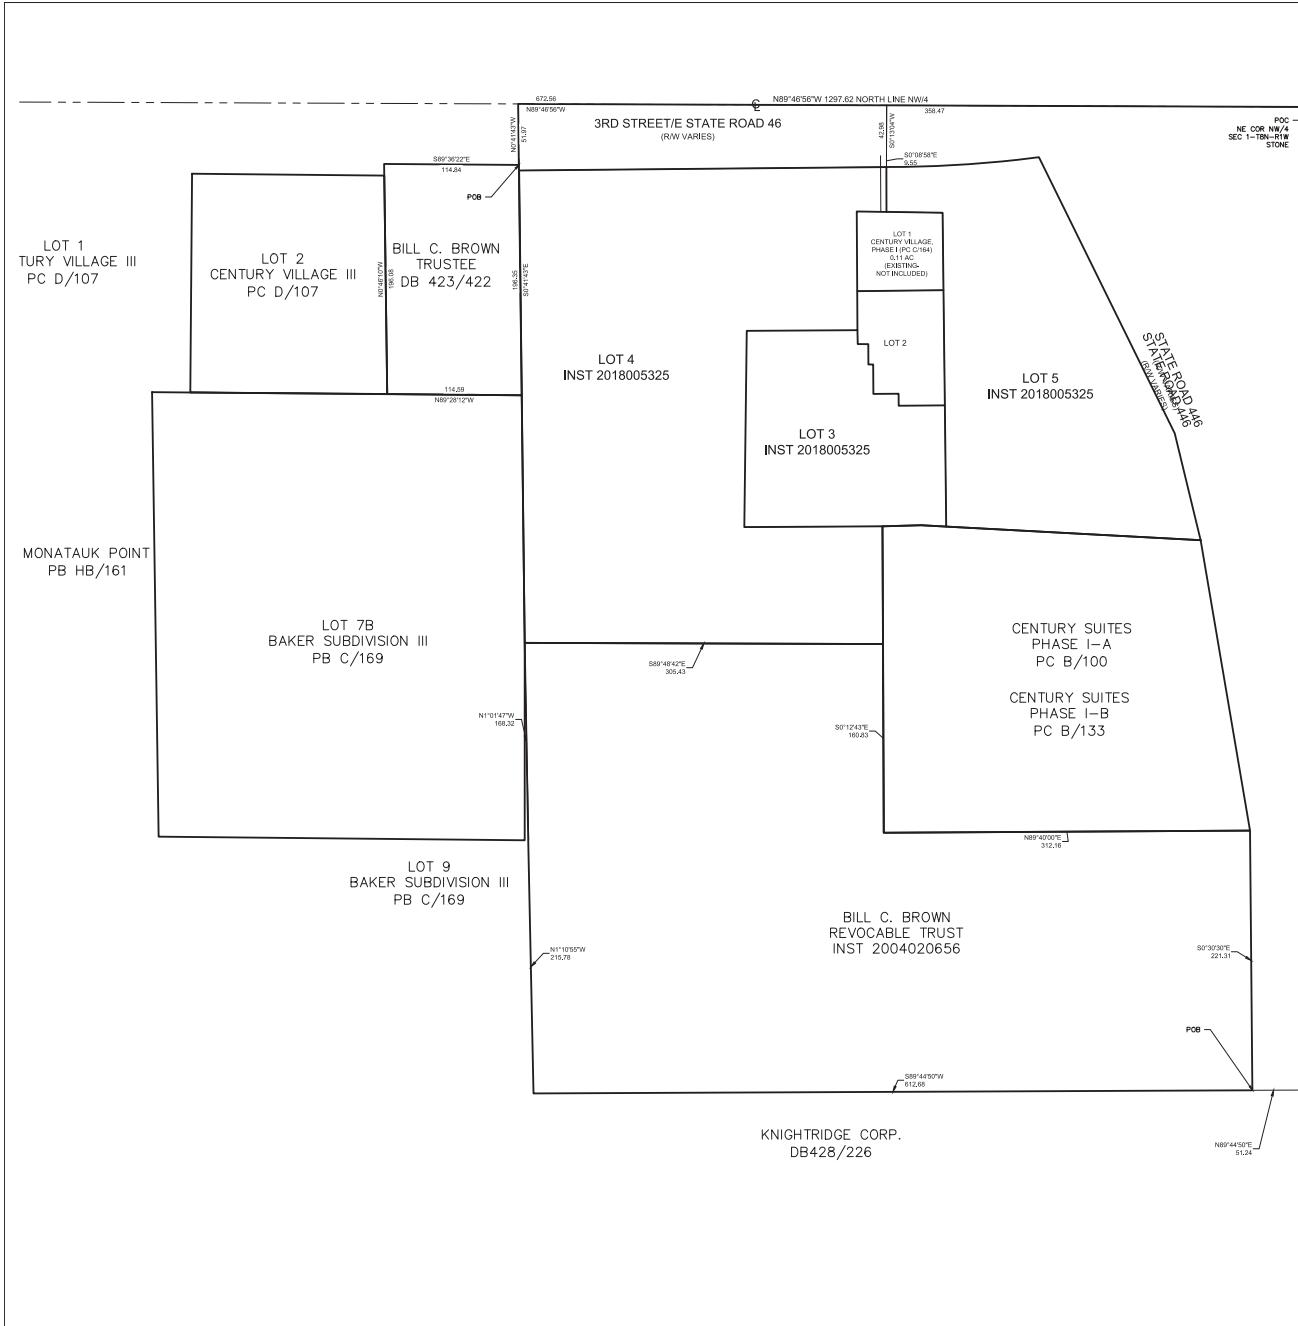 672.56
N89°46'56"W
N89°46'56"W 1297.62 NORTH LINE NW/4
358.47
3RD STREET/E STATE ROAD 46
(R/W VARIES)
N0°41'43"W
51.97
42.98
S0°13'04"W
POC
NE COR NW/4
SEC 1-T8N-R1W
STONE
S0°08'58"E
9.55
S89°36'22"E
114.84
POB
LOT 1
TURY VILLAGE III
PC D/107
LOT 2
CENTURY VILLAGE III
PC D/107
BILL C. BROWN
TRUSTEE
DB 423/422
N0°46'10"W
196.08
196.35
S0°41'43"E
LOT 1
CENTURY VILLAGE,
PHASE I (PC C/164)
0.11 AC
(EXISTING-
NOT INCLUDED)
LOT 2
LOT 4
INST 2018005325
LOT 5
INST 2018005325
STATE ROAD 446
(R/W VARIES)
STATE ROAD 446
(R/W VARIES)
114.59
N89°28'12"W
LOT 3
INST 2018005325
MONATAUK POINT
PB HB/161
LOT 7B
BAKER SUBDIVISION III
PB C/169
CENTURY SUITES
PHASE I-A
PC B/100
CENTURY SUITES
PHASE I-B
PC B/133
S89°48'42"E
305.43
N1°01'47"W
168.32
S0°12'43"E
160.83
N89°40'00"E
312.16
LOT 9
BAKER SUBDIVISION III
PB C/169
BILL C. BROWN
REVOCABLE TRUST
INST 2004020656
N1°10'55"W
215.78
S0°30'30"E
221.31
POB
S89°44'50"W
612.68
KNIGHTRIDGE CORP.
DB428/226
N89°44'50"E
51.24